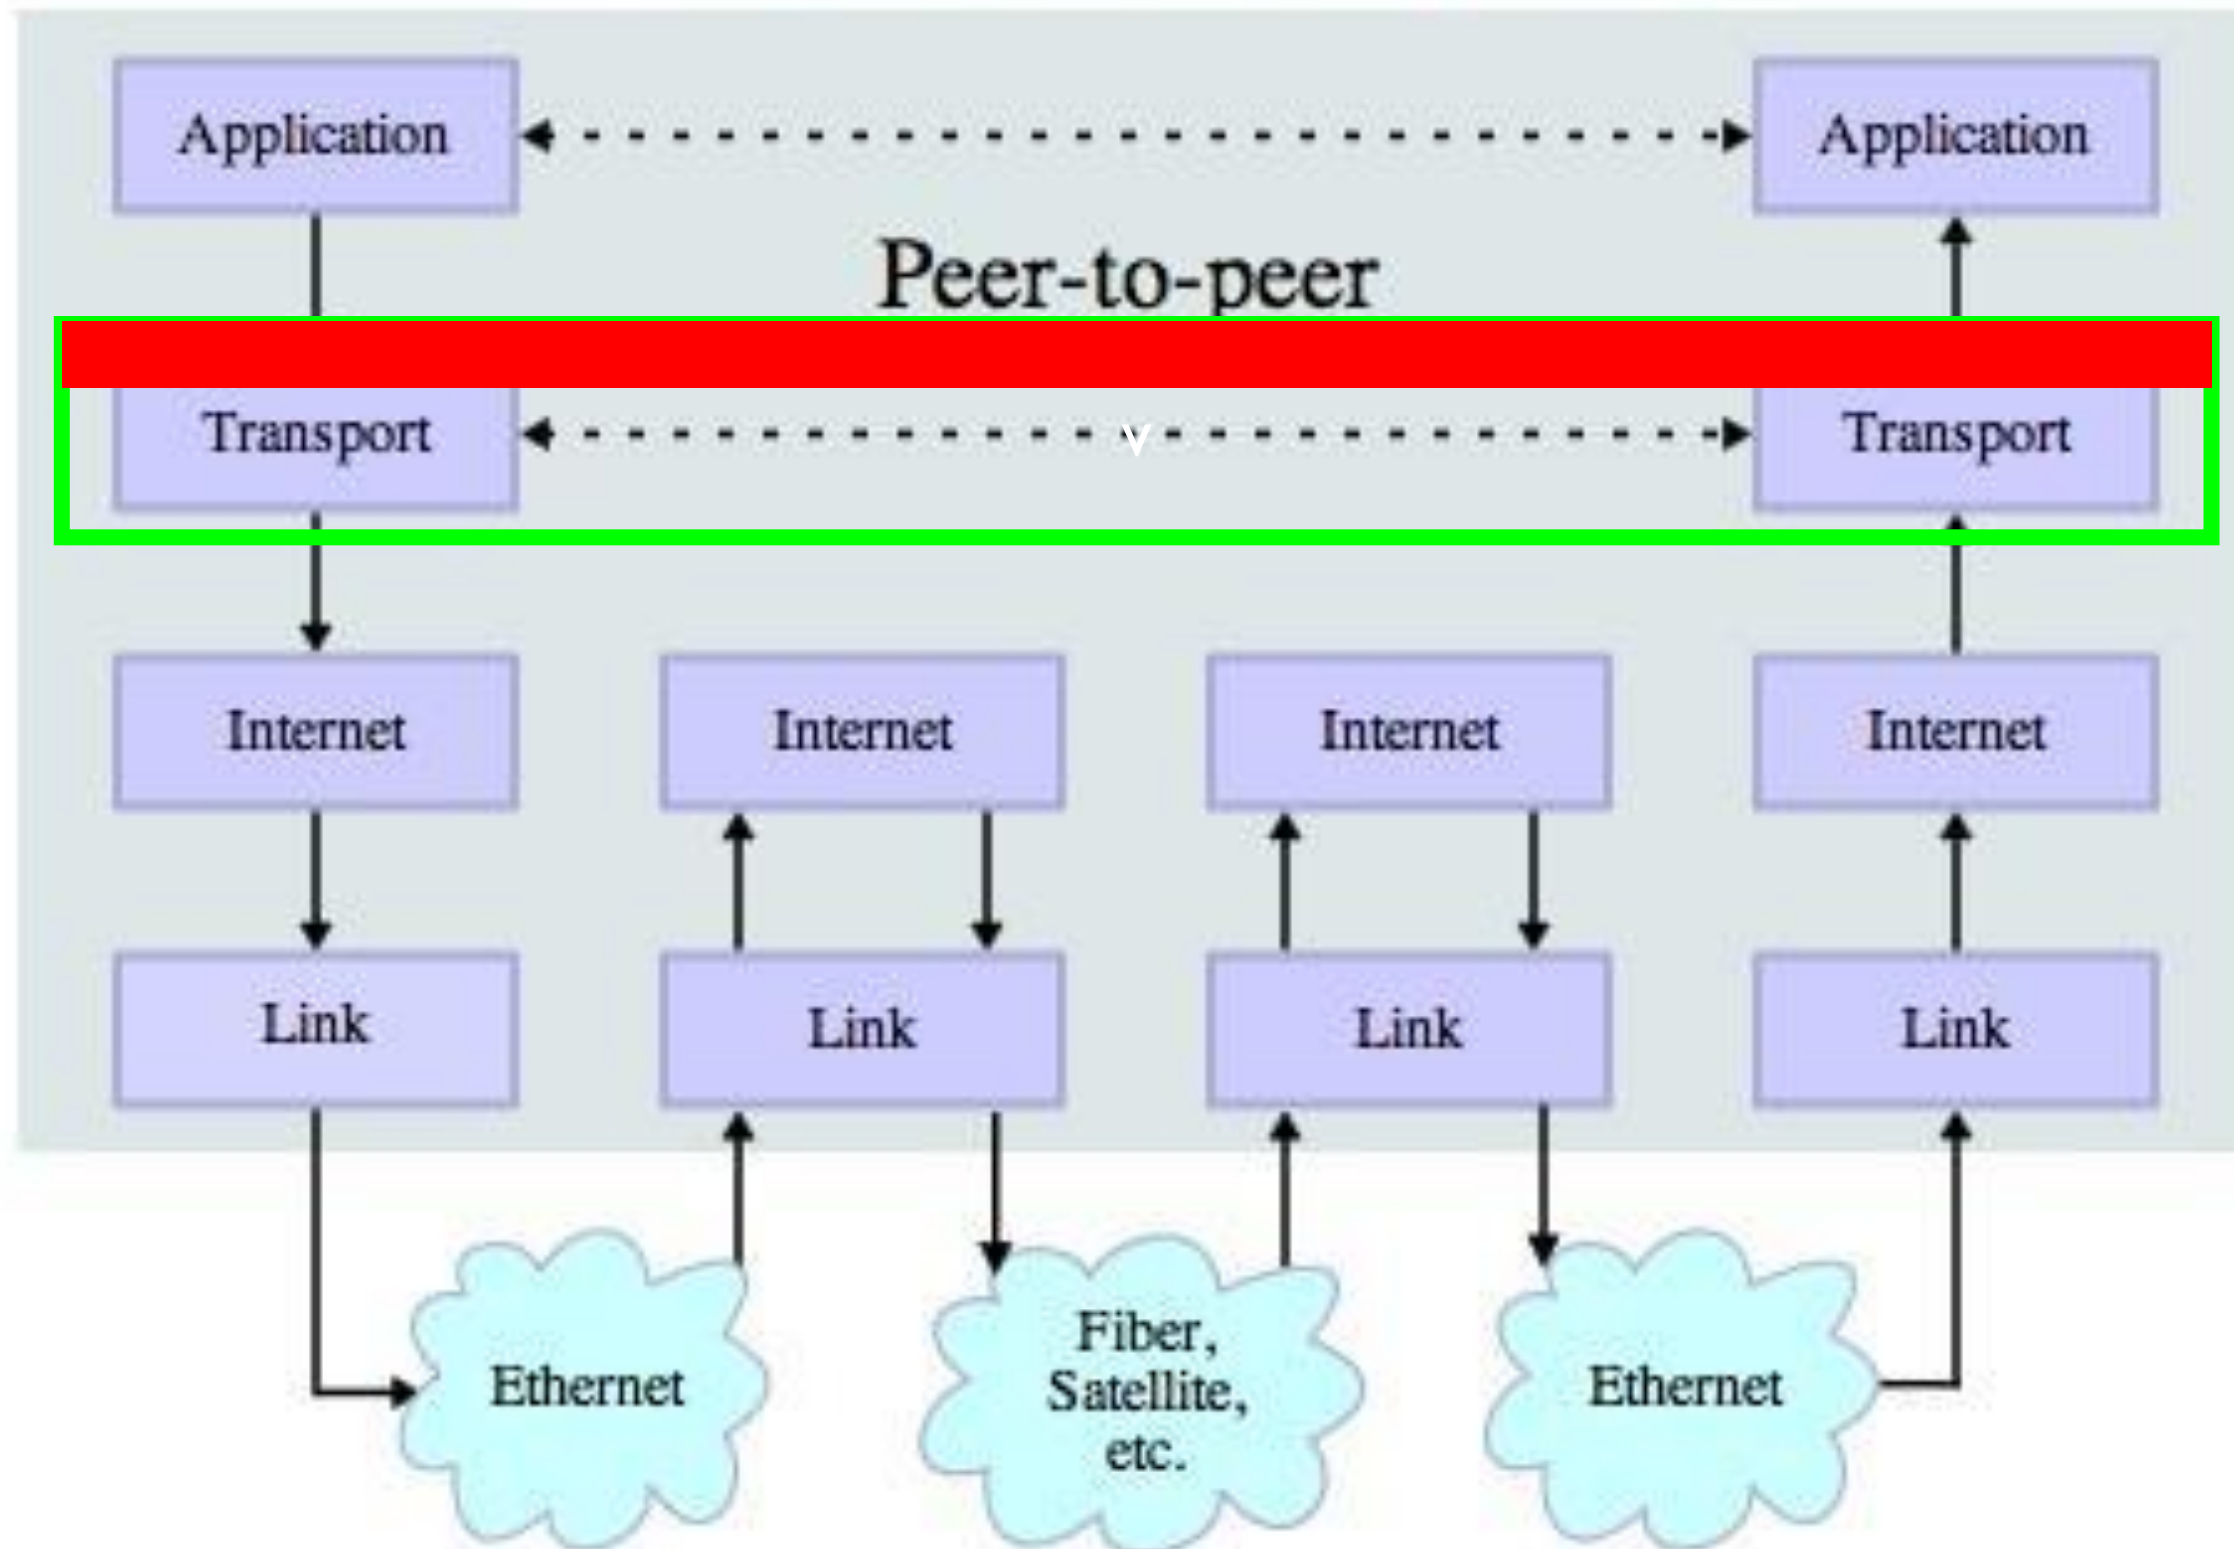 Application Application
Peer-to-peer
Transport v Transport
Internet Internet Internet Internet
Link Link Link Link
Ethernet
Fiber,
Satellite,
etc.
Ethernet